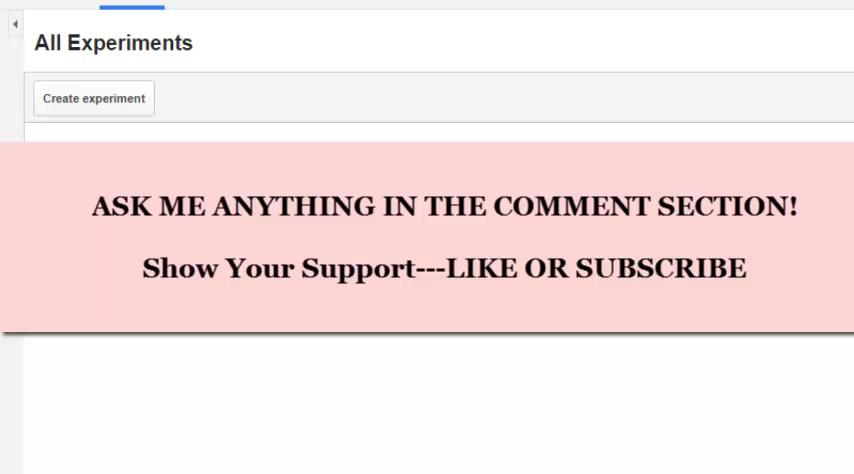 All Experiments
Create experiment
ASK ME ANYTHING IN THE COMMENT SECTION!
Show Your Support---LIKE OR SUBSCRIBE